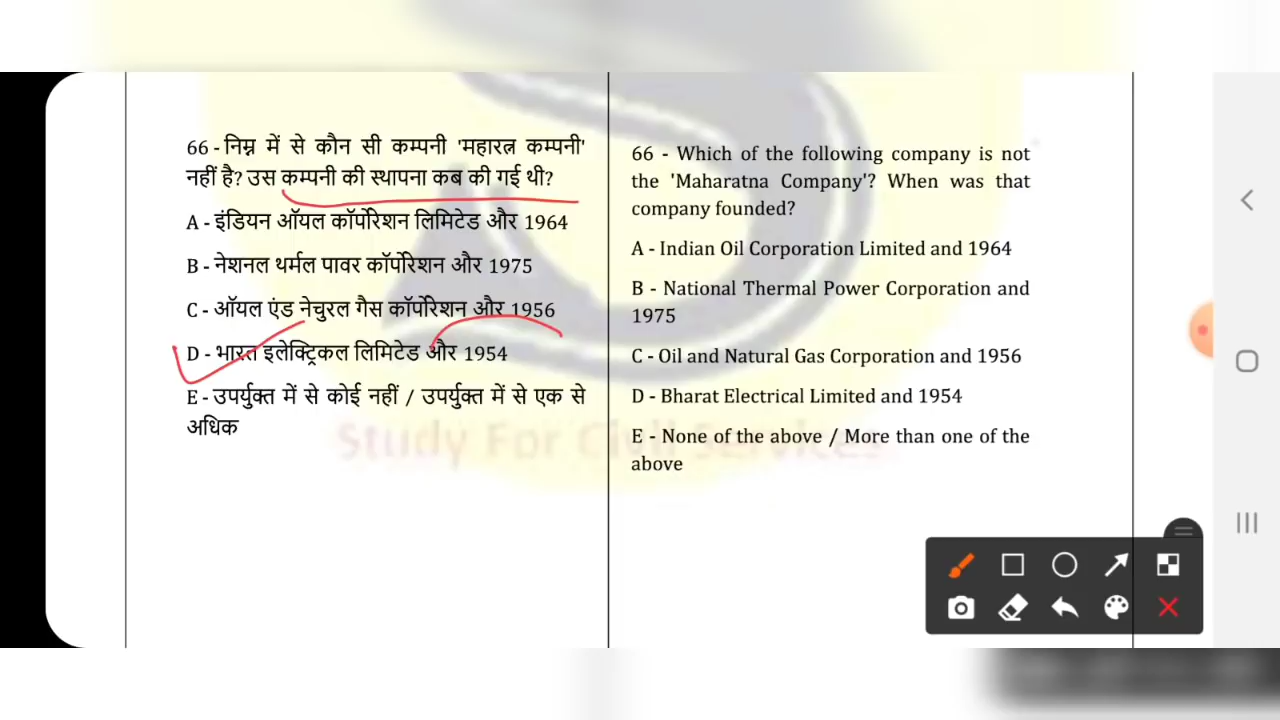 66 - निम्न में से कौन सी कम्पनी 'महारत्न कम्पनी'
नहीं है? उस कम्पनी की स्थापना कब की गई थी?
A - इंडियन ऑयल कॉर्पोरेशन लिमिटेड और 1964
B - नेशनल थर्मल पावर कॉर्पोरेशन और 1975
C - ऑयल एंड नेचुरल गैस कॉर्पोरेशन और 1956
D - भारत इलेक्ट्रिकल लिमिटेड और 1954
E - उपर्युक्त में से कोई नहीं / उपर्युक्त में से एक से
अधिक
66 - Which of the following company is not
the 'Maharatna Company'? When was that
company founded?
A - Indian Oil Corporation Limited and 1964
B - National Thermal Power Corporation and
1975
C - Oil and Natural Gas Corporation and 1956
D - Bharat Electrical Limited and 1954
E - None of the above / More than one of the
above
Study For Civil Services